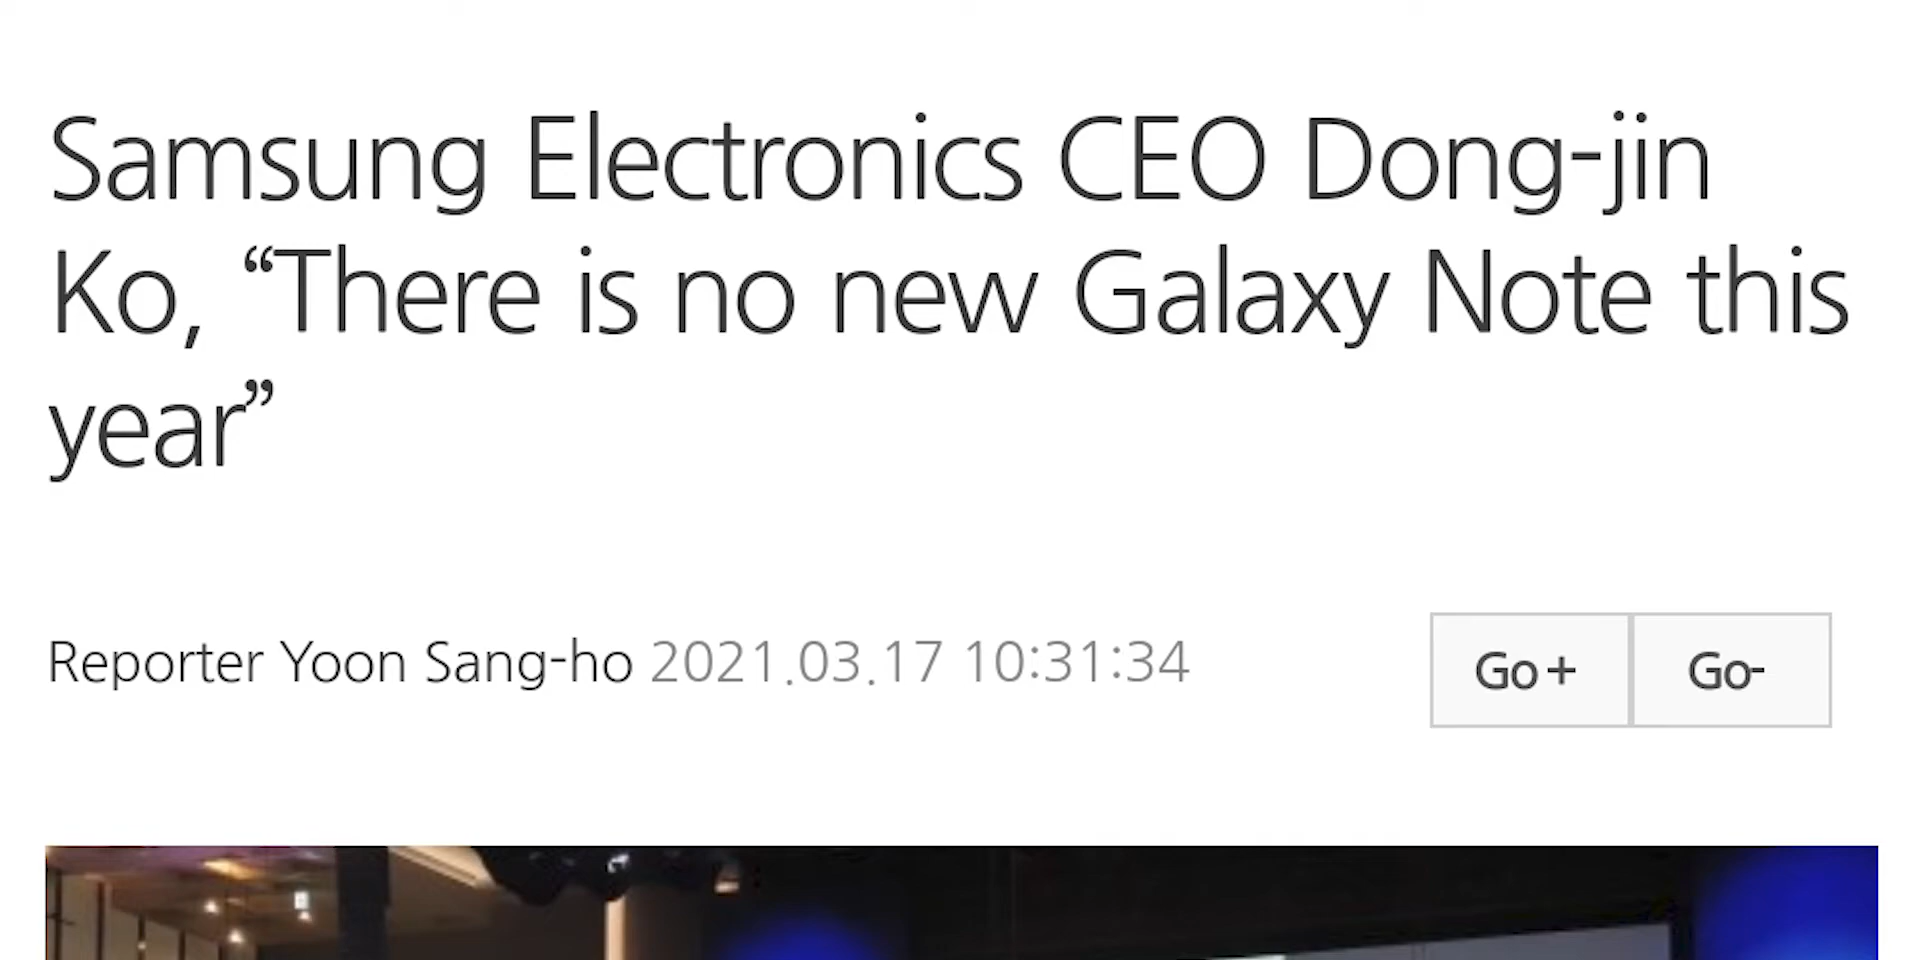 Samsung Electronics CEO Dong-jin
Ko, “There is no new Galaxy Note this
year”
Reporter Yoon Sang-ho 2021.03.17 10:31:34
Go+ Go-